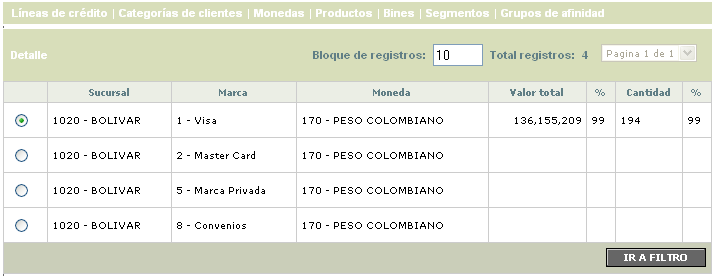 Líneas de crédito | Categorías de clientes | Monedas | Productos | Bines | Segmentos | Grupos de afinidad
Detalle Bloque de registros: 10 Total registros: 4 Pagina 1 de 1
Sucursal Marca Moneda Valor total % Cantidad %
1020 - BOLIVAR 1 - Visa 170 - PESO COLOMBIANO 136,155,209 99 194 99
1020 - BOLIVAR 2 - Master Card 170 - PESO COLOMBIANO
1020 - BOLIVAR 5 - Marca Privada 170 - PESO COLOMBIANO
1020 - BOLIVAR 8 - Convenios 170 - PESO COLOMBIANO
IR A FILTRO